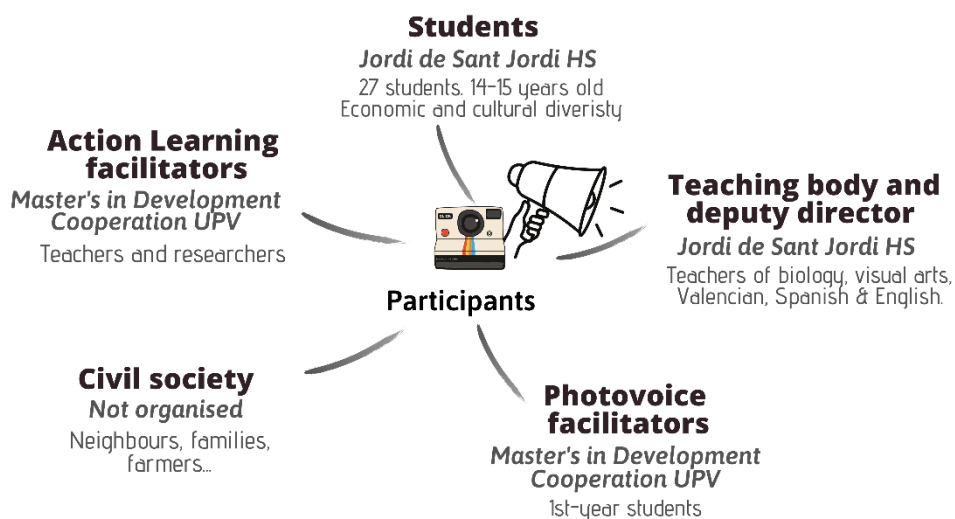 Students
Jordi de Sant Jordi HS
27 students. 14-15 years old
Economic and cultural diveristy
Action Learning
facilitators
Master's in Development
Cooperation UPV
Teachers and researchers
Teaching body and
deputy director
Jordi de Sant Jordi HS
Teachers of biology, visual arts,
Valencian, Spanish & English.
Participants
Civil society
Not organised
Neighbours, families,
farmers...
Photovoice
facilitators
Master's in Development
Cooperation UPV
1st-year students